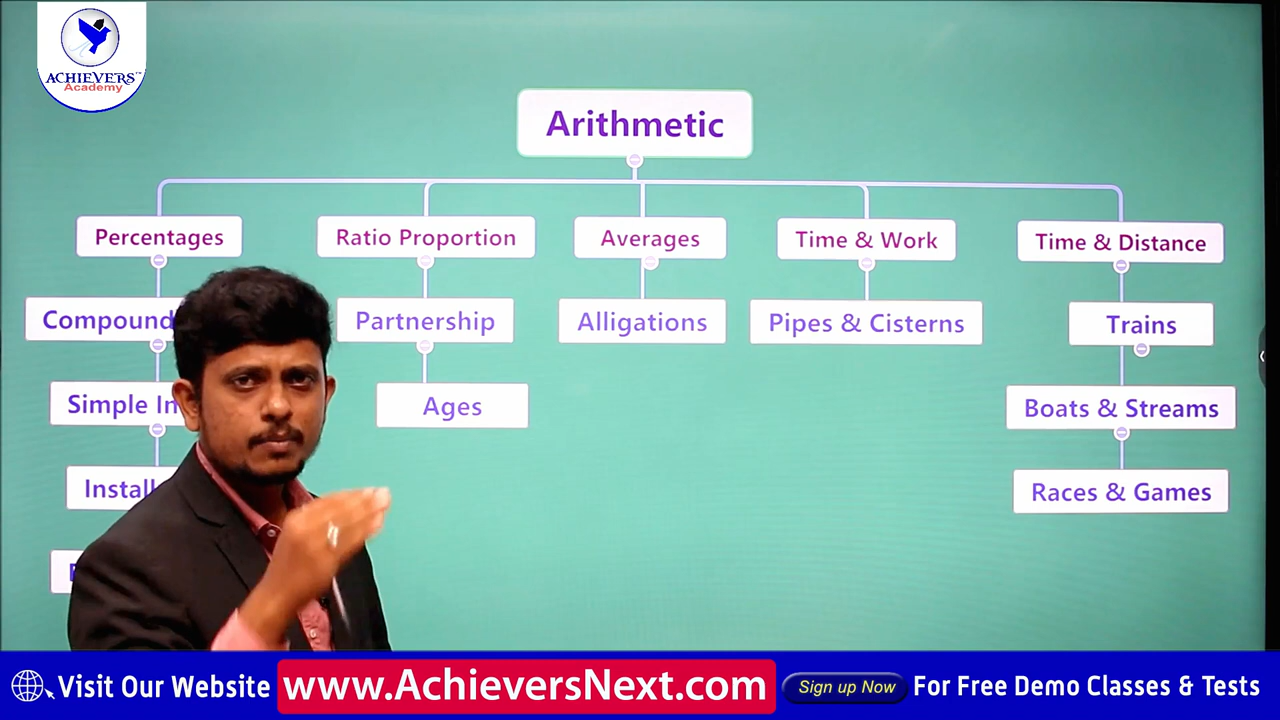 ACHIEVERS™
Academy
Arithmetic
Percentages
Ratio Proportion
Averages
Time & Work
Time & Distance
Compound
Partnership
Alligations
Pipes & Cisterns
Trains
Simple In
Ages
Boats & Streams
Install
Races & Games
Visit Our Website
www.AchieversNext.com
Sign up Now
For Free Demo Classes & Tests